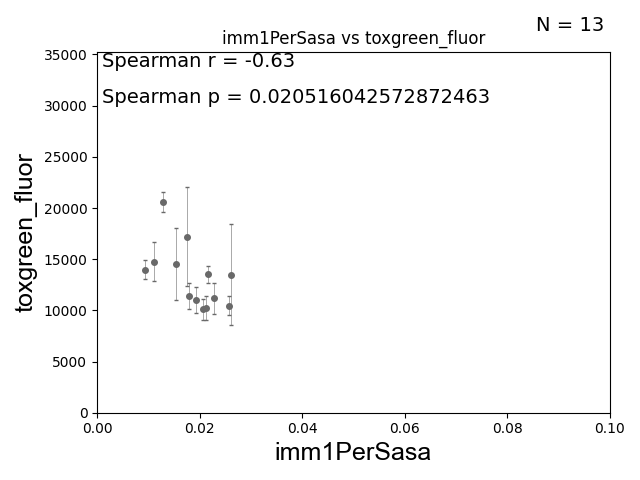 N = 13
imm1PerSasa vs toxgreen_fluor
Spearman r = -0.63
Spearman p = 0.020516042572872463
toxgreen_fluor
35000
30000
25000
20000
15000
10000
5000
0
0.00 0.02 0.04 0.06 0.08 0.10
imm1PerSasa